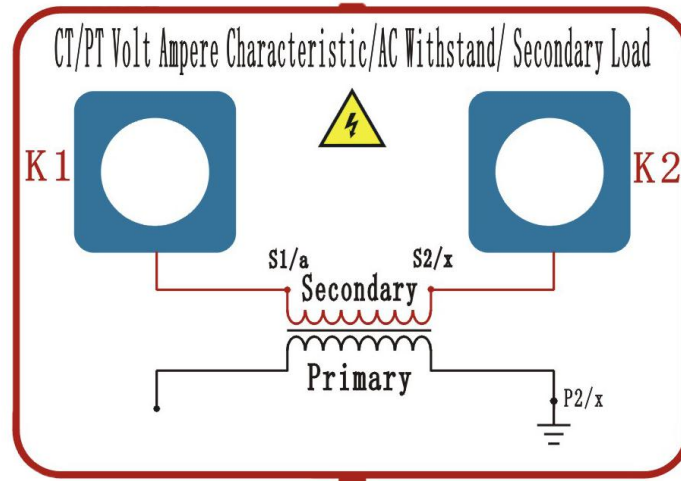 CT/PT Volt Ampere Characteristic/AC Withstand/ Secondary Load
K1
K2
S1/a
S2/x
Secondary
Primary
P2/x